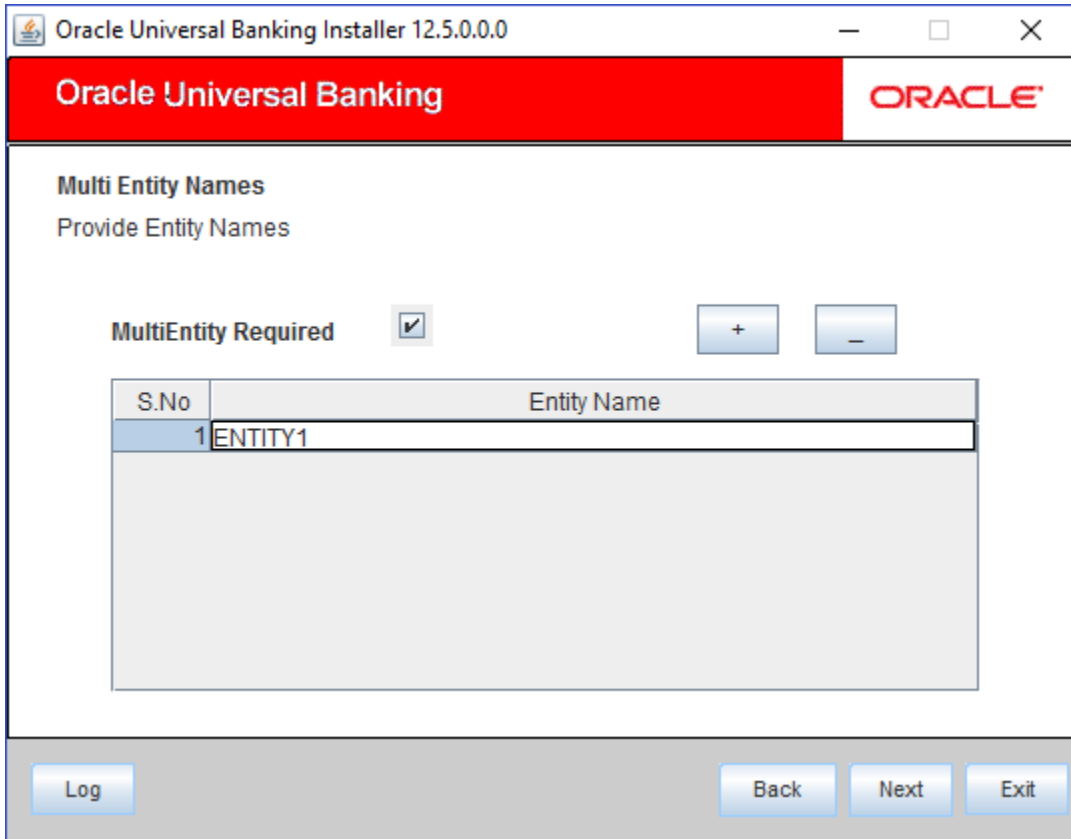 Oracle Universal Banking Installer 12.5.0.0.0
Oracle Universal Banking
ORACLE
Multi Entity Names
Provide Entity Names
MultiEntity Required + _
S.No Entity Name
1 ENTITY1
Log Back Next Exit